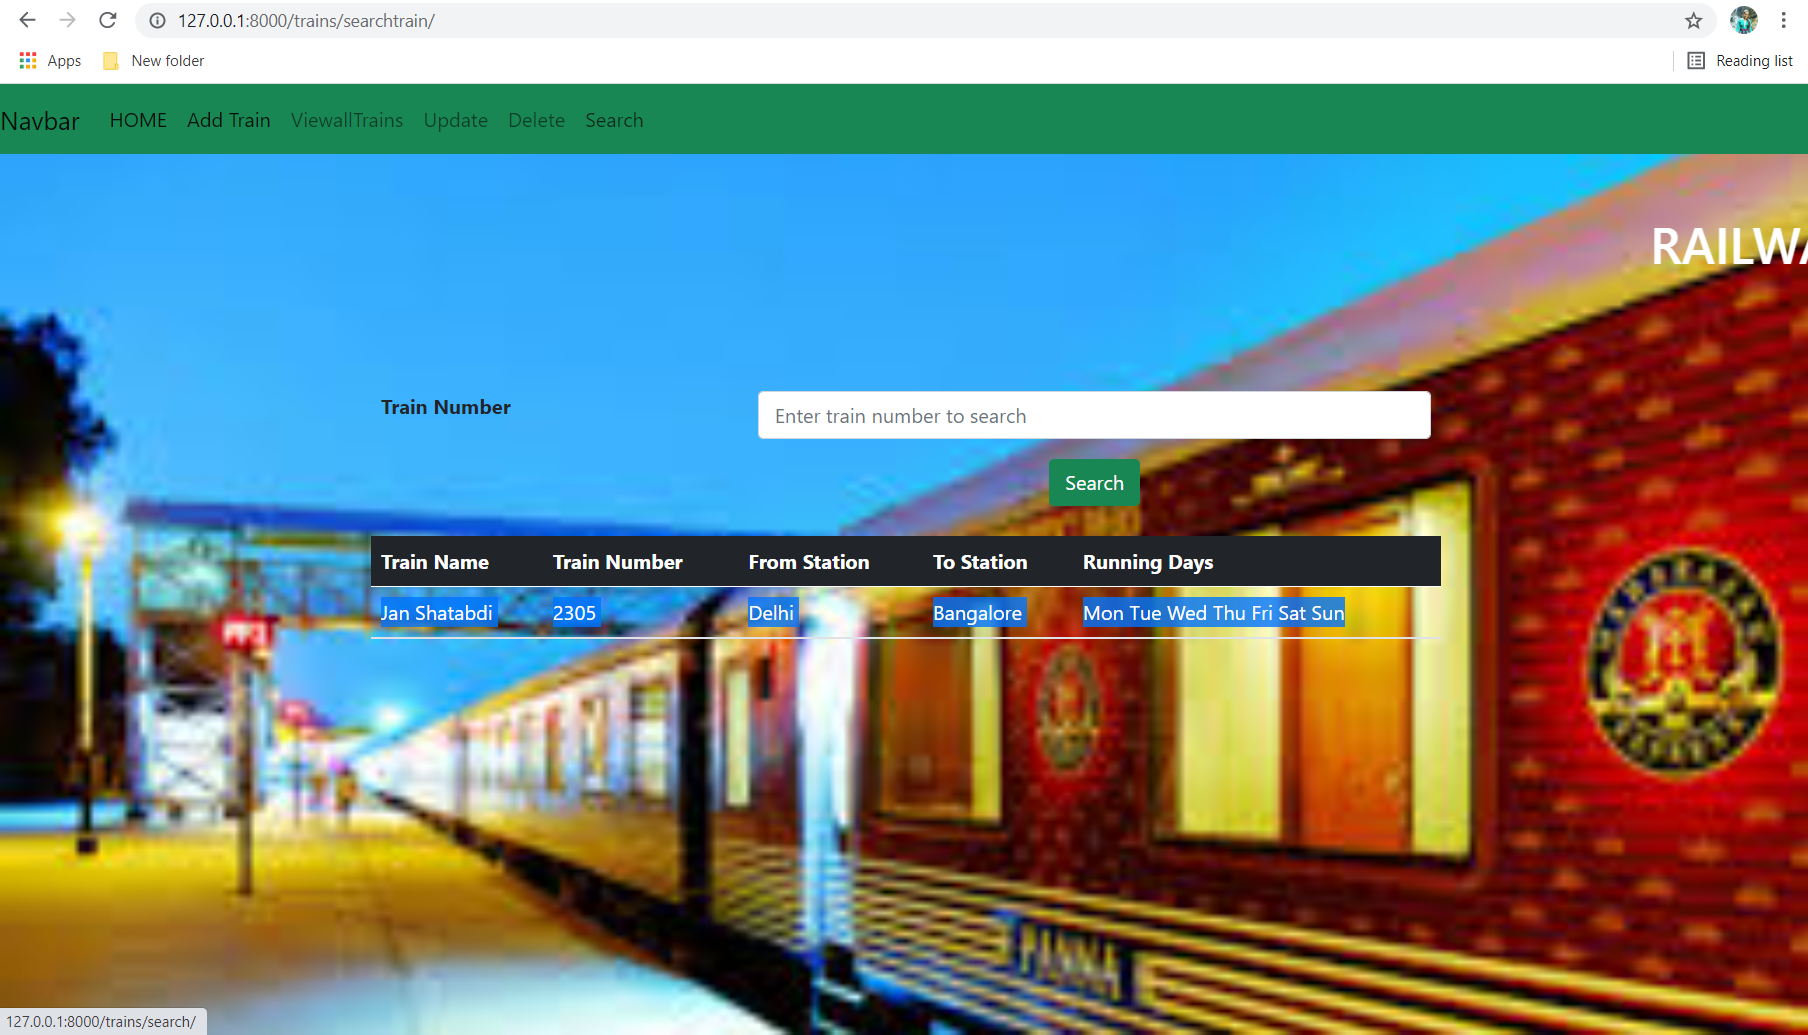 127.0.0.1:8000/trains/searchtrain/
Apps New folder Reading list
Navbar HOME Add Train ViewallTrains Update Delete Search
RAILWA
Train Number Enter train number to search
Search
Train Name Train Number From Station To Station Running Days
Jan Shatabdi 2305 Delhi Bangalore Mon Tue Wed Thu Fri Sat Sun
PANNA
127.0.0.1:8000/trains/search/